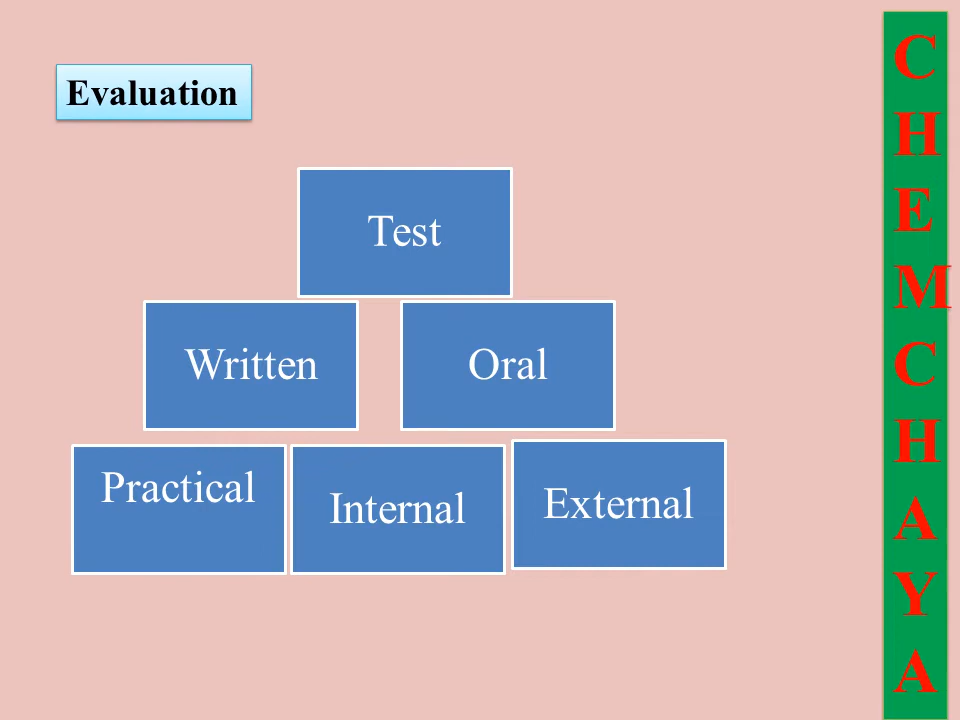 Evaluation
Test
Written
Oral
Practical
Internal
External
C
H
E
M
C
H
A
Y
A